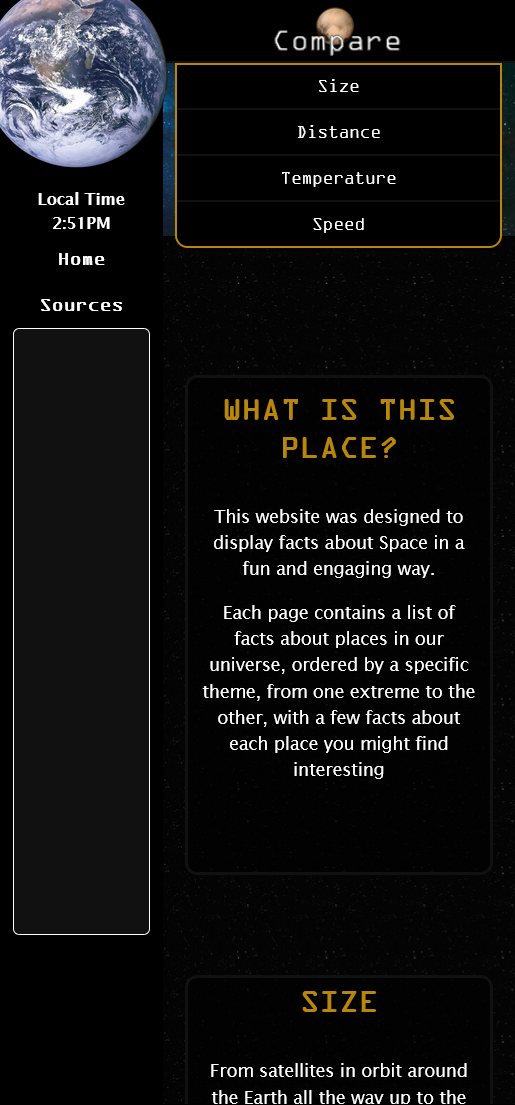 Compare
Size
Distance
Temperature
Speed
Local Time
2:51PM
Home
Sources
WHAT IS THIS
PLACE?
This website was designed to
display facts about Space in a
fun and engaging way.
Each page contains a list of
facts about places in our
universe, ordered by a specific
theme, from one extreme to the
other, with a few facts about
each place you might find
interesting
SIZE
From satellites in orbit around
the Earth all the way up to the